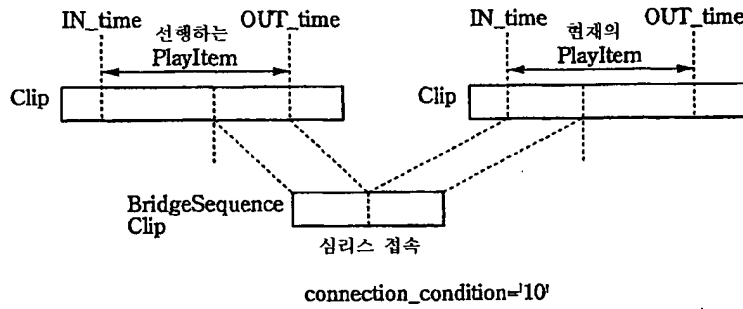 IN_time
선행하는
PlayItem
OUT_time
IN_time
현재의
PlayItem
OUT_time
Clip
Clip
BridgeSequence
Clip
심리스 접속
connection_condition='10'